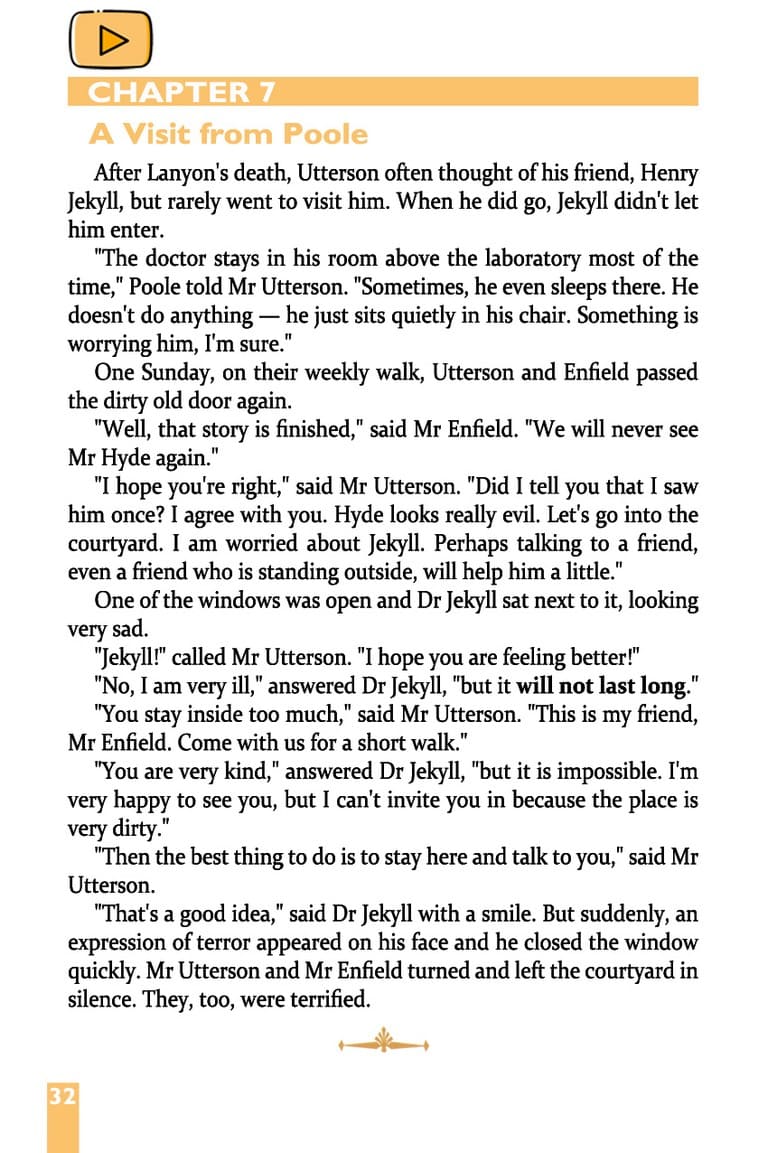 CHAPTER 7
A Visit from Poole
After Lanyon's death, Utterson often thought of his friend, Henry
Jekyll, but rarely went to visit him. When he did go, Jekyll didn't let
him enter.
"The doctor stays in his room above the laboratory most of the
time," Poole told Mr Utterson. "Sometimes, he even sleeps there. He
doesn't do anything — he just sits quietly in his chair. Something is
worrying him, I'm sure."
One Sunday, on their weekly walk, Utterson and Enfield passed
the dirty old door again.
"Well, that story is finished," said Mr Enfield. "We will never see
Mr Hyde again."
"I hope you're right," said Mr Utterson. "Did I tell you that I saw
him once? I agree with you. Hyde looks really evil. Let's go into the
courtyard. I am worried about Jekyll. Perhaps talking to a friend,
even a friend who is standing outside, will help him a little."
One of the windows was open and Dr Jekyll sat next to it, looking
very sad.
"Jekyll!" called Mr Utterson. "I hope you are feeling better!"
"No, I am very ill," answered Dr Jekyll, "but it will not last long."
"You stay inside too much," said Mr Utterson. "This is my friend,
Mr Enfield. Come with us for a short walk."
"You are very kind," answered Dr Jekyll, "but it is impossible. I'm
very happy to see you, but I can't invite you in because the place is
very dirty."
"Then the best thing to do is to stay here and talk to you," said Mr
Utterson.
"That's a good idea," said Dr Jekyll with a smile. But suddenly, an
expression of terror appeared on his face and he closed the window
quickly. Mr Utterson and Mr Enfield turned and left the courtyard in
silence. They, too, were terrified.
32